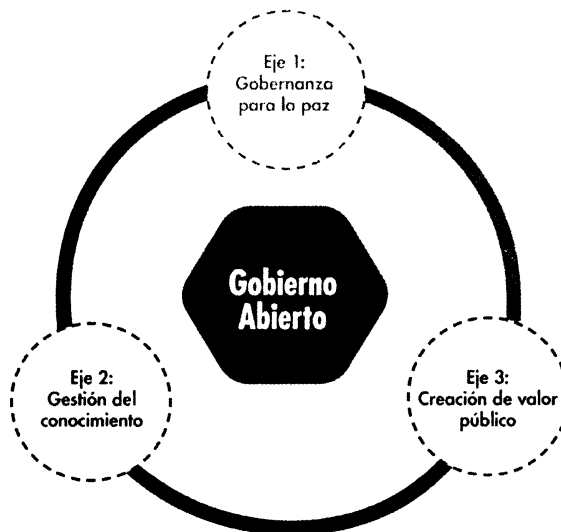 Eje 1:
Gobernanza
para la paz
Gobierno
Abierto
Eje 2:
Gestión del
conocimiento
Eje 3:
Creación de valor
público